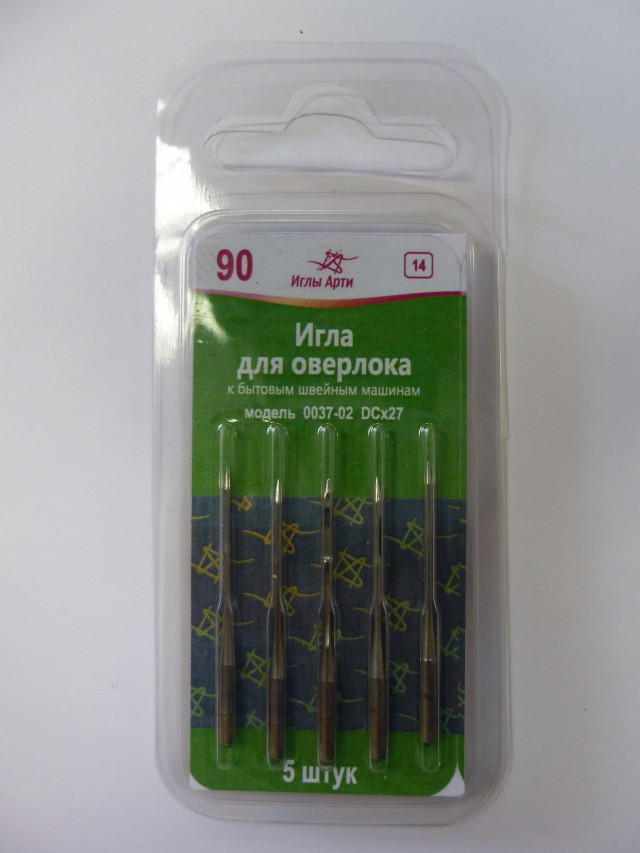 90
Иглы Арти
14
Игла
для оверлока
к бытовым швейным машинам
модель 0037-02 DCx27
5 штук